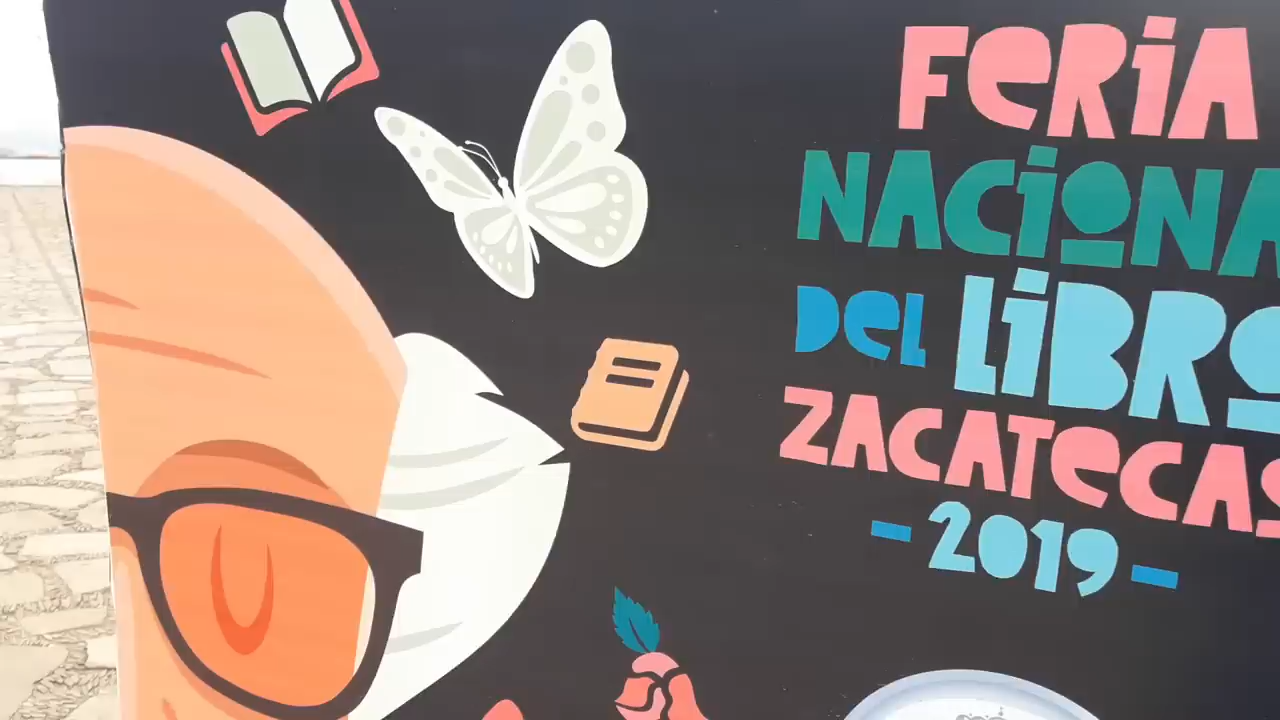 FeRiA
NACiONA
DeL LiBRO
ZACATeCAS
- 2019 -